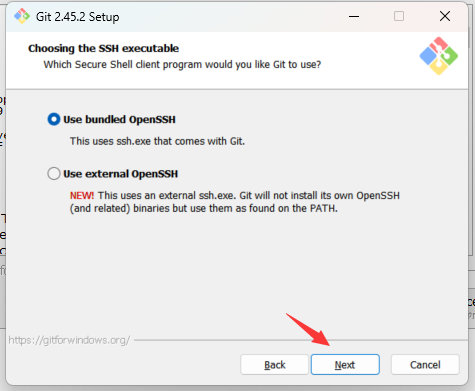 Git 2.45.2 Setup
Choosing the SSH executable
Which Secure Shell client program would you like Git to use?
Use bundled OpenSSH
This uses ssh.exe that comes with Git.
Use external OpenSSH
NEW! This uses an external ssh.exe. Git will not install its own OpenSSH
(and related) binaries but use them as found on the PATH.
https://gitforwindows.org/
Back
Next
Cancel